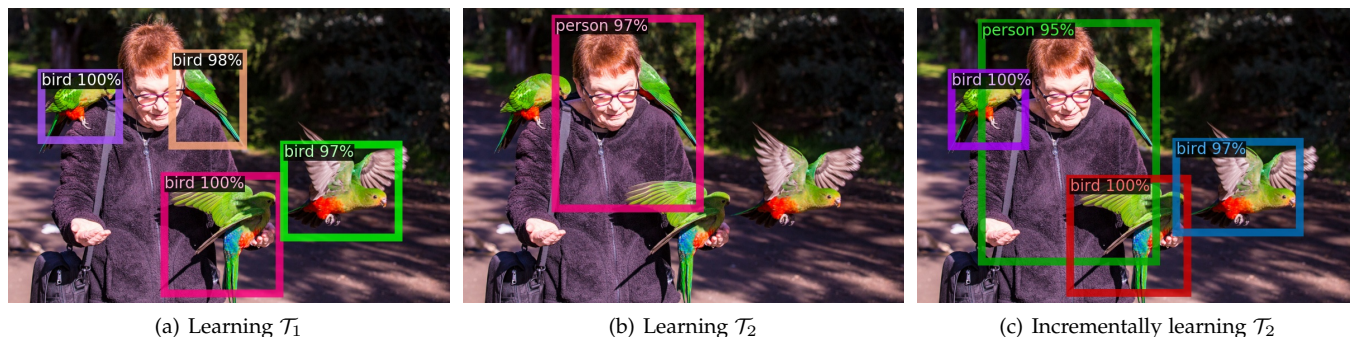 bird 100%
bird 98%
bird 97%
bird 100%
person 97%
person 95%
bird 100%
bird 97%
bird 100%
(a) Learning 𝒯₁
(b) Learning 𝒯₂
(c) Incrementally learning 𝒯₂